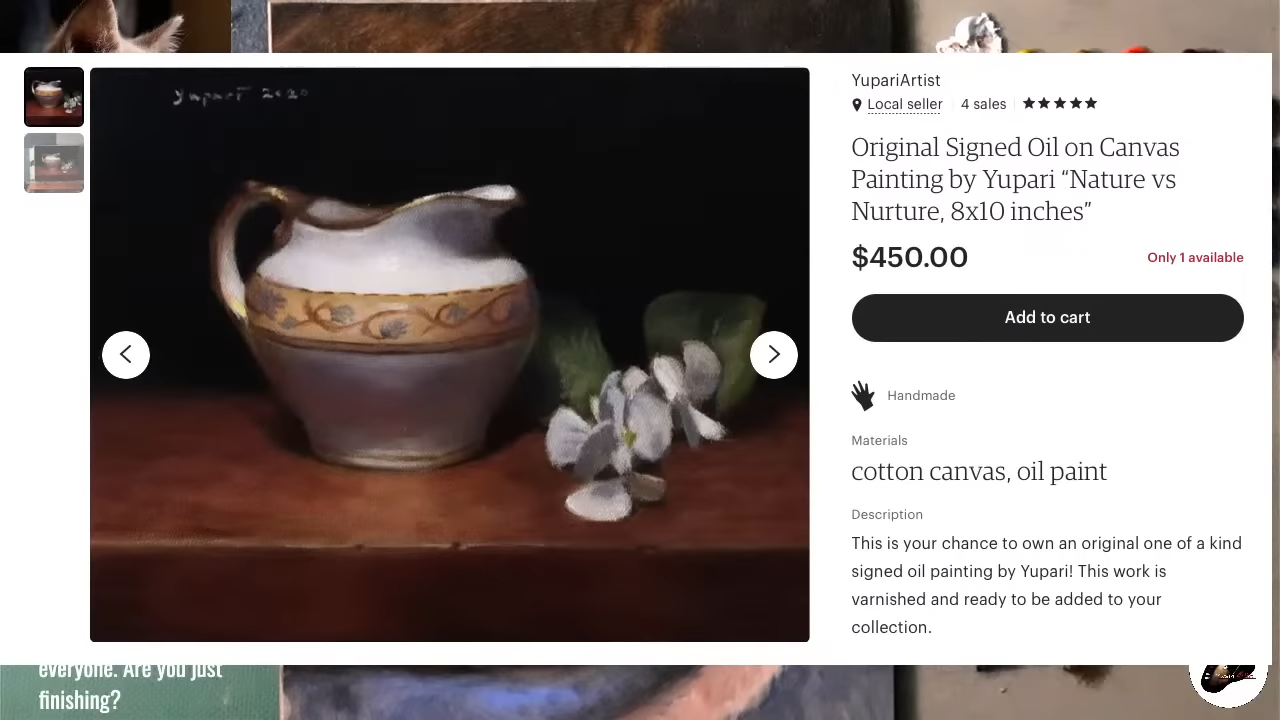 Yupari 2020
YupariArtist
Local seller
4 sales
Original Signed Oil on Canvas
Painting by Yupari “Nature vs
Nurture, 8x10 inches”
$450.00
Only 1 available
Add to cart
Handmade
Materials
cotton canvas, oil paint
Description
This is your chance to own an original one of a kind
signed oil painting by Yupari! This work is
varnished and ready to be added to your
collection.
everyone. Are you just
finishing?